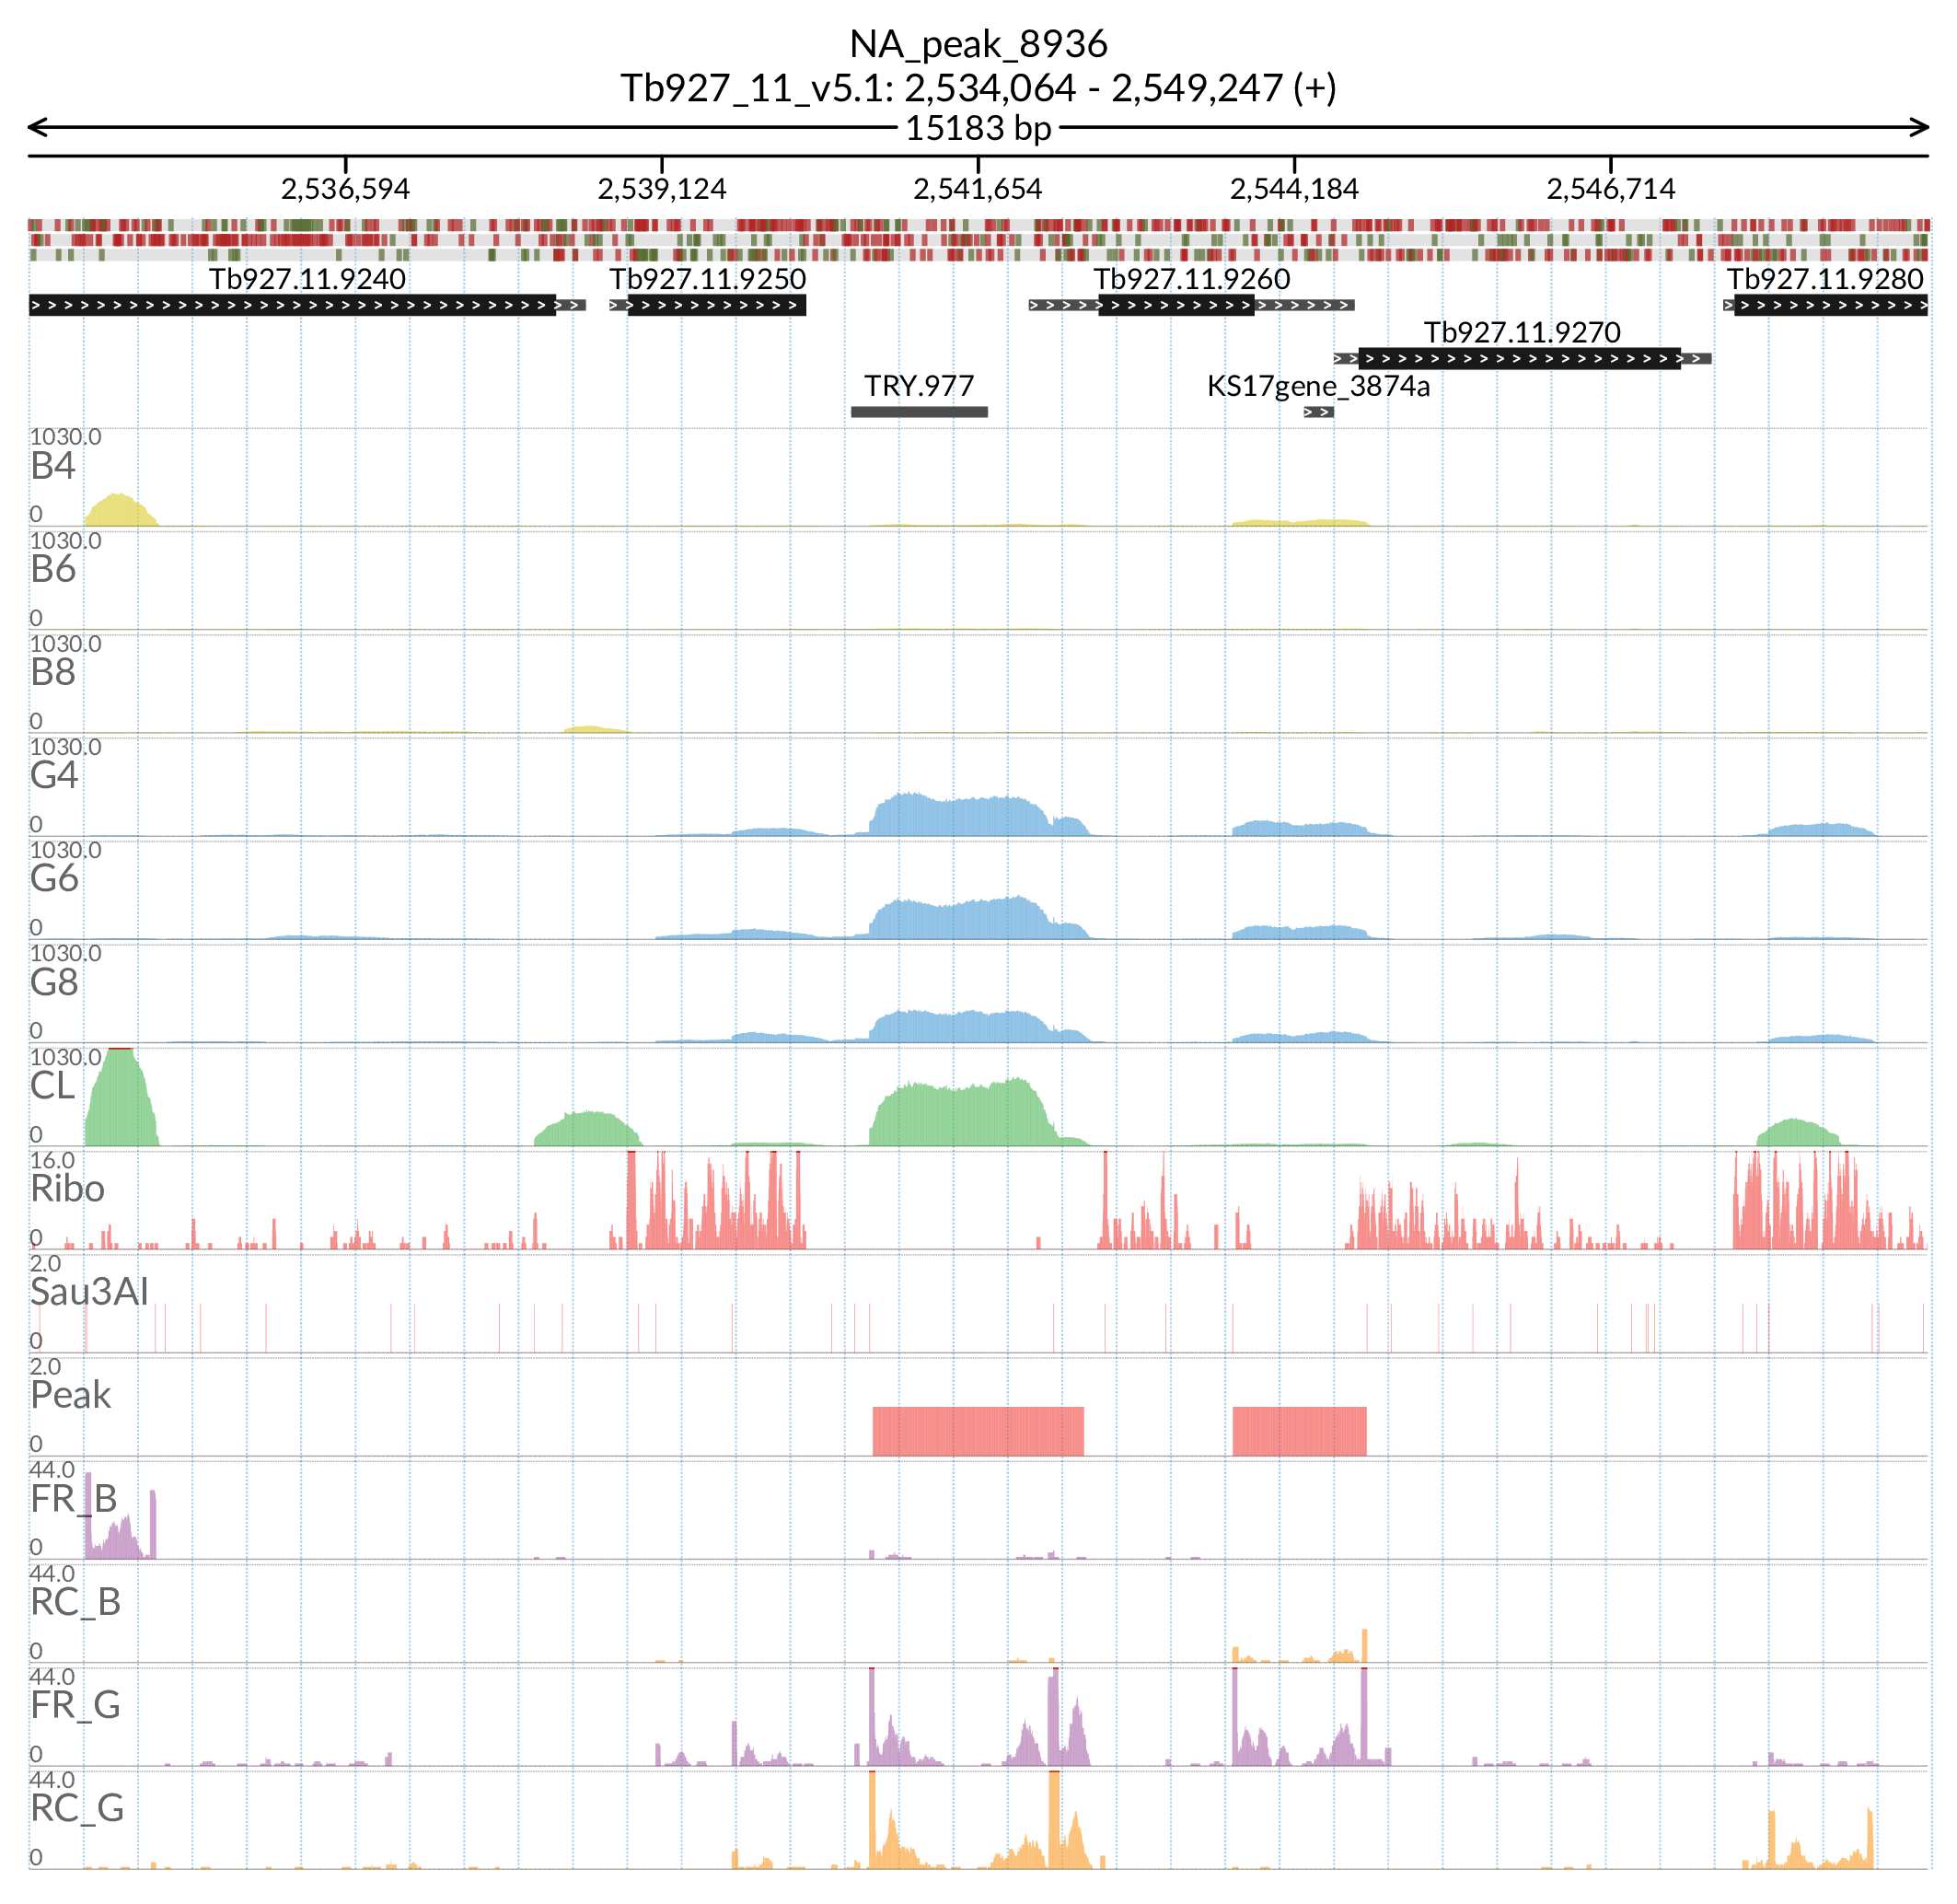 NA_peak_8936
Tb927_11_v5.1: 2,534,064 - 2,549,247 (+)
15183 bp
2,536,594 2,539,124 2,541,654 2,544,184 2,546,714
Tb927.11.9240 Tb927.11.9250 Tb927.11.9260 Tb927.11.9280
Tb927.11.9270
TRY.977 KS17gene_3874a
1030.0
B4
0
1030.0
B6
0
1030.0
B8
0
1030.0
G4
0
1030.0
G6
0
1030.0
G8
0
1030.0
CL
0
16.0
Ribo
0
2.0
Sau3AI
0
2.0
Peak
0
44.0
FR_B
0
44.0
RC_B
0
44.0
FR_G
0
44.0
RC_G
0